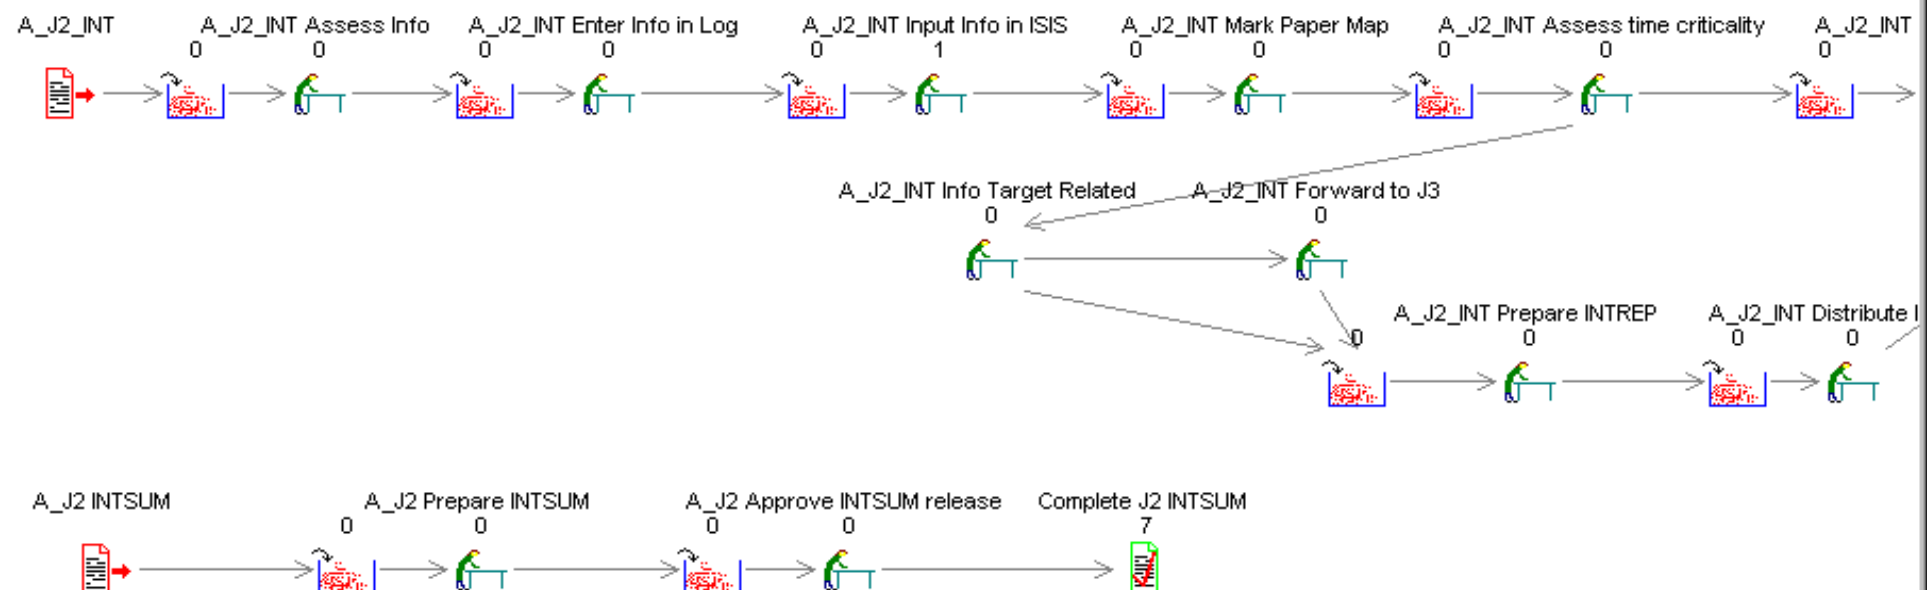 A_J2_INT A_J2_INT Assess Info A_J2_INT Enter Info in Log A_J2_INT Input Info in ISIS A_J2_INT Mark Paper Map A_J2_INT Assess time criticality A_J2_INT
0 0 0 0 0 1 0 0 0 0 0
A_J2_INT Info Target Related A_J2_INT Forward to J3
0 0
A_J2_INT Prepare INTREP A_J2_INT Distribute I
0 0 0 0
A_J2 INTSUM A_J2 Prepare INTSUM A_J2 Approve INTSUM release Complete J2 INTSUM
0 0 0 0 7